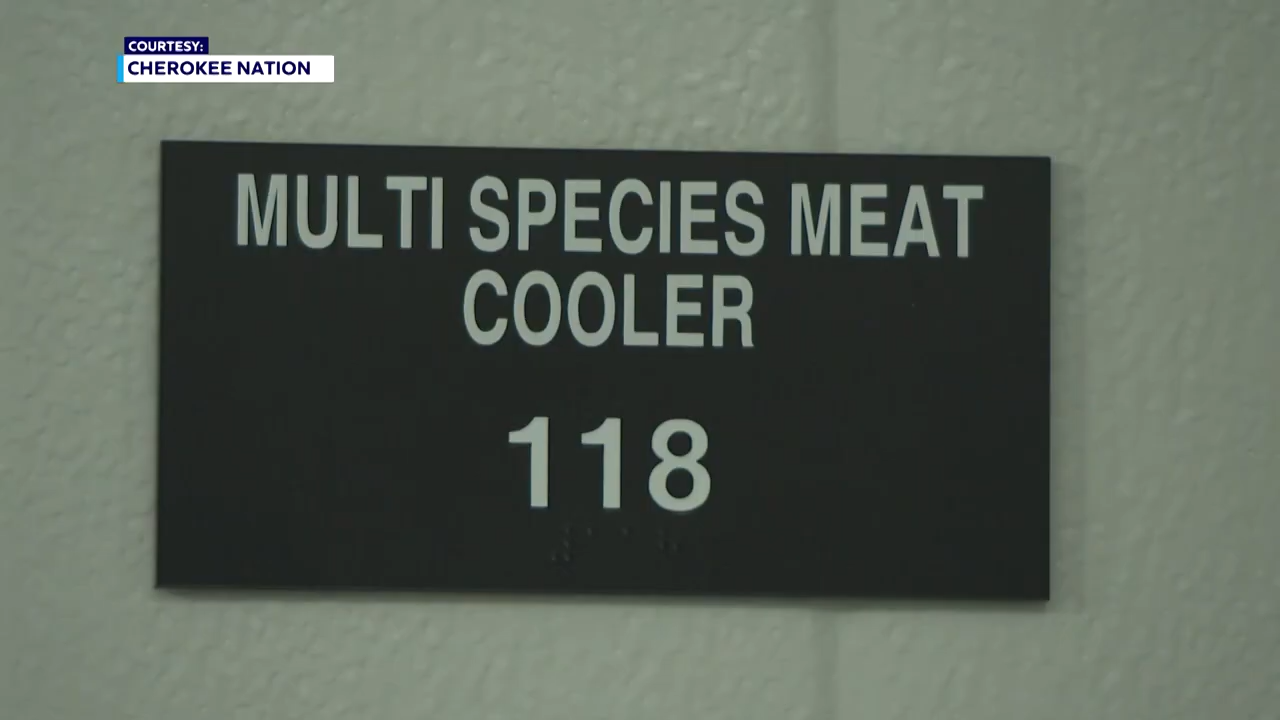 COURTESY:
CHEROKEE NATION
MULTI SPECIES MEAT
COOLER
118